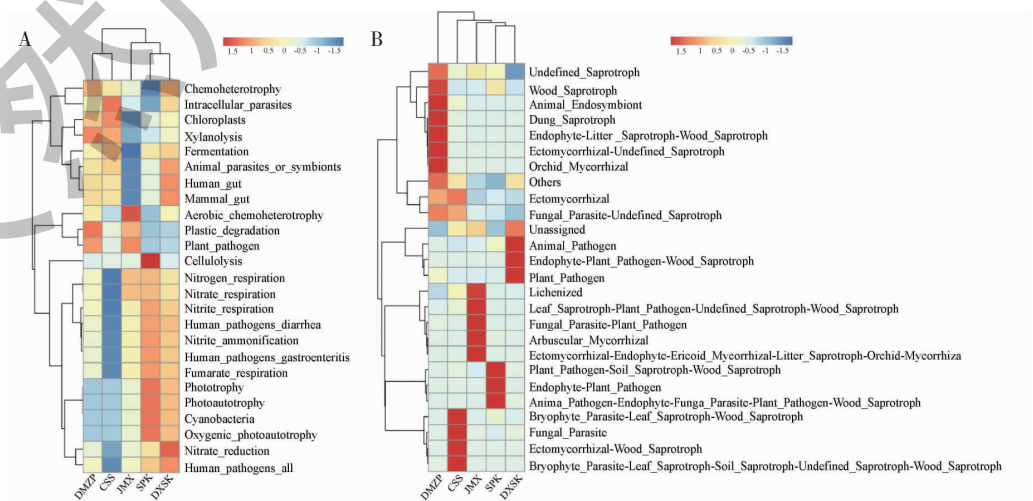 A
1.5 1 0.5 0 -0.5 -1 -1.5
Chemoheterotrophy
Intracellular_parasites
Chloroplasts
Xylanolysis
Fermentation
Animal_parasites_or_symbionts
Human_gut
Mammal_gut
Aerobic_chemoheterotrophy
Plastic_degradation
Plant_pathogen
Cellulolysis
Nitrogen_respiration
Nitrate_respiration
Nitrite_respiration
Human_pathogens_diarrhea
Nitrite_ammonification
Human_pathogens_gastroenteritis
Fumarate_respiration
Phototrophy
Photoautotrophy
Cyanobacteria
Oxygenic_photoautotrophy
Nitrate_reduction
Human_pathogens_all
DMZP CSS JMX SPK DXSK
B
1.5 1 0.5 0 -0.5 -1 -1.5
Undefined_Saprotroph
Wood_Saprotroph
Animal_Endosymbiont
Dung_Saprotroph
Endophyte-Litter_Saprotroph-Wood_Saprotroph
Ectomycorrhizal-Undefined_Saprotroph
Orchid_Mycorrhizal
Others
Ectomycorrhizal
Fungal_Parasite-Undefined_Saprotroph
Unassigned
Animal_Pathogen
Endophyte-Plant_Pathogen-Wood_Saprotroph
Plant_Pathogen
Lichenized
Leaf_Saprotroph-Plant_Pathogen-Undefined_Saprotroph-Wood_Saprotroph
Fungal_Parasite-Plant_Pathogen
Arbuscular_Mycorrhizal
Ectomycorrhizal-Endophyte-Ericoid_Mycorrhizal-Litter_Saprotroph-Orchid-Mycorrhiza
Plant_Pathogen-Soil_Saprotroph-Wood_Saprotroph
Endophyte-Plant_Pathogen
Anima_Pathogen-Endophyte-Funga_Parasite-Plant_Pathogen-Wood_Saprotroph
Bryophyte_Parasite-Leaf_Saprotroph-Wood_Saprotroph
Fungal_Parasite
Ectomycorrhizal-Wood_Saprotroph
Bryophyte_Parasite-Leaf_Saprotroph-Soil_Saprotroph-Undefined_Saprotroph-Wood_Saprotroph
DMZP CSS JMX SPK DXSK